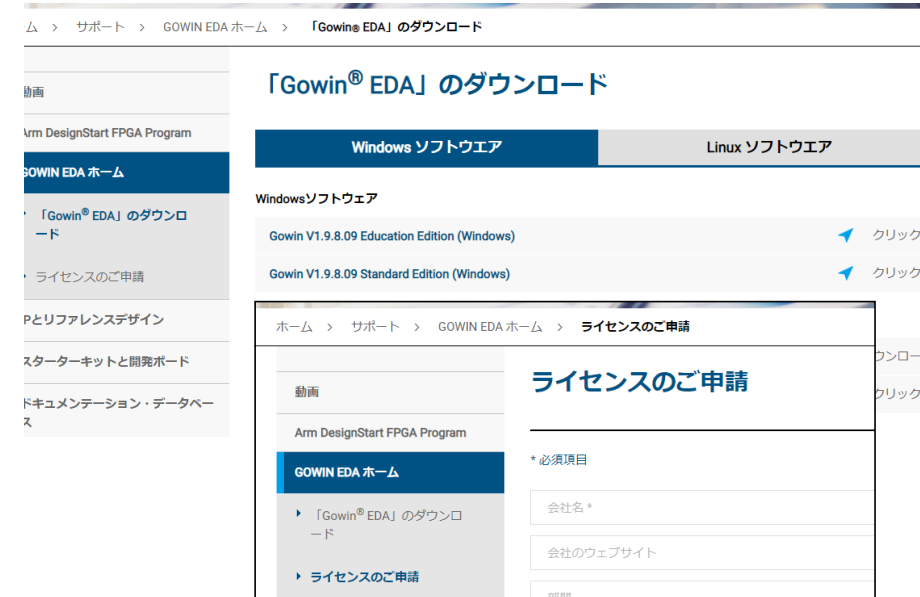 ム > サポート > GOWIN EDA ホーム > 「Gowin® EDA」のダウンロード
動画
Arm DesignStart FPGA Program
GOWIN EDA ホーム
「Gowin® EDA」のダウンロ
ード
ライセンスのご申請
Pとリファレンスデザイン
スターターキットと開発ボード
ドキュメンテーション・データベー
ス
「Gowin® EDA」のダウンロード
Windows ソフトウエア
Linux ソフトウエア
Windowsソフトウェア
Gowin V1.9.8.09 Education Edition (Windows)
クリック
Gowin V1.9.8.09 Standard Edition (Windows)
クリック
ウンロー
クリック
ホーム > サポート > GOWIN EDA ホーム > ライセンスのご申請
動画
Arm DesignStart FPGA Program
GOWIN EDA ホーム
「Gowin® EDA」のダウンロ
ード
ライセンスのご申請
ライセンスのご申請
* 必須項目
会社名 *
会社のウェブサイト